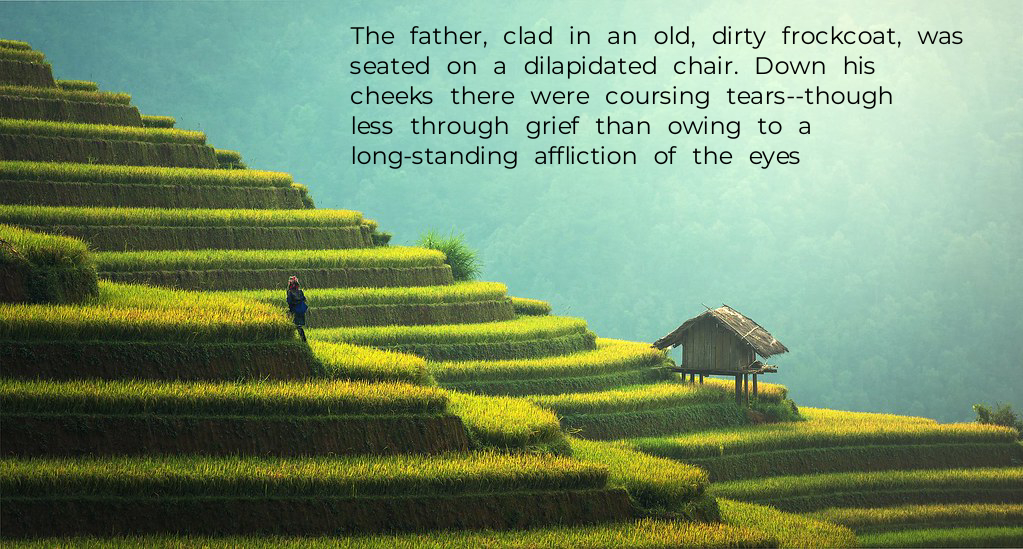 The father, clad in an old, dirty frockcoat, was
seated on a dilapidated chair. Down his
cheeks there were coursing tears--though
less through grief than owing to a
long-standing affliction of the eyes